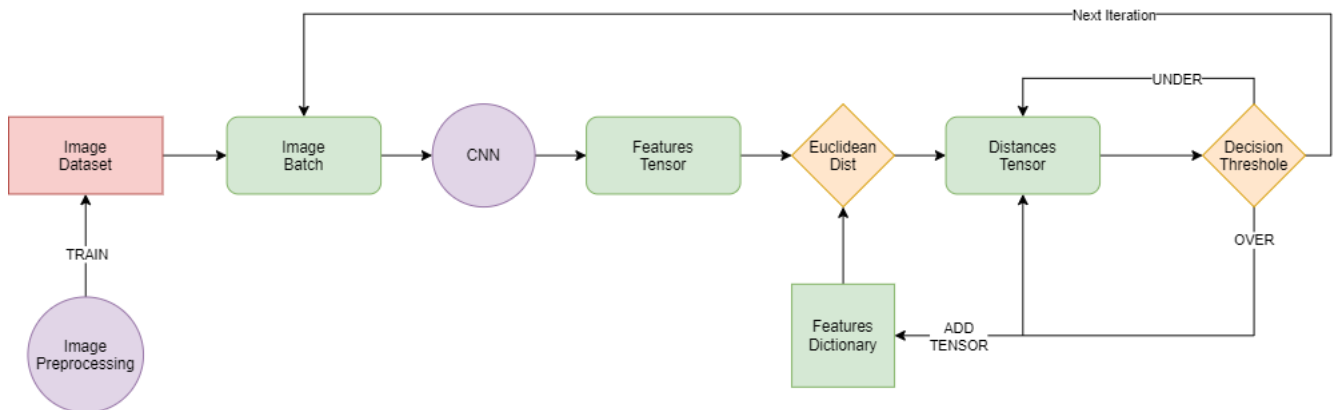 Next Iteration
UNDER
Image
Dataset
Image
Batch
CNN
Features
Tensor
Euclidean
Dist
Distances
Tensor
Decision
Threshole
TRAIN
OVER
Image
Preprocessing
Features
Dictionary
ADD
TENSOR